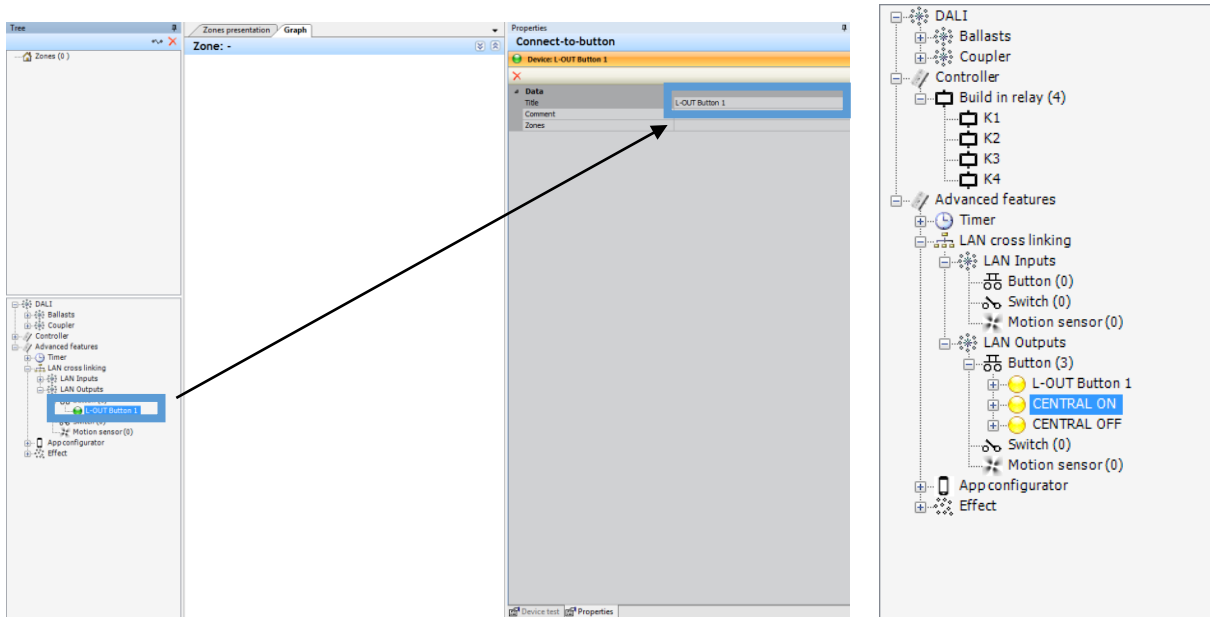 Tree
Zones (0 )
DALI
Ballasts
Coupler
Controller
Advanced features
Timer
LAN cross linking
LAN Inputs
LAN Outputs
L-OUT Button 1
Motion sensor(0)
App configurator
Effect
Zones presentation
Graph
Zone: -
Properties
Connect-to-button
Device: L-OUT Button 1
Data
Title L-OUT Button 1
Comment
Zones
Device test Properties
DALI
Ballasts
Coupler
Controller
Build in relay (4)
K1
K2
K3
K4
Advanced features
Timer
LAN cross linking
LAN Inputs
Button (0)
Switch (0)
Motion sensor(0)
LAN Outputs
Button (3)
L-OUT Button 1
CENTRAL ON
CENTRAL OFF
Switch (0)
Motion sensor(0)
App configurator
Effect